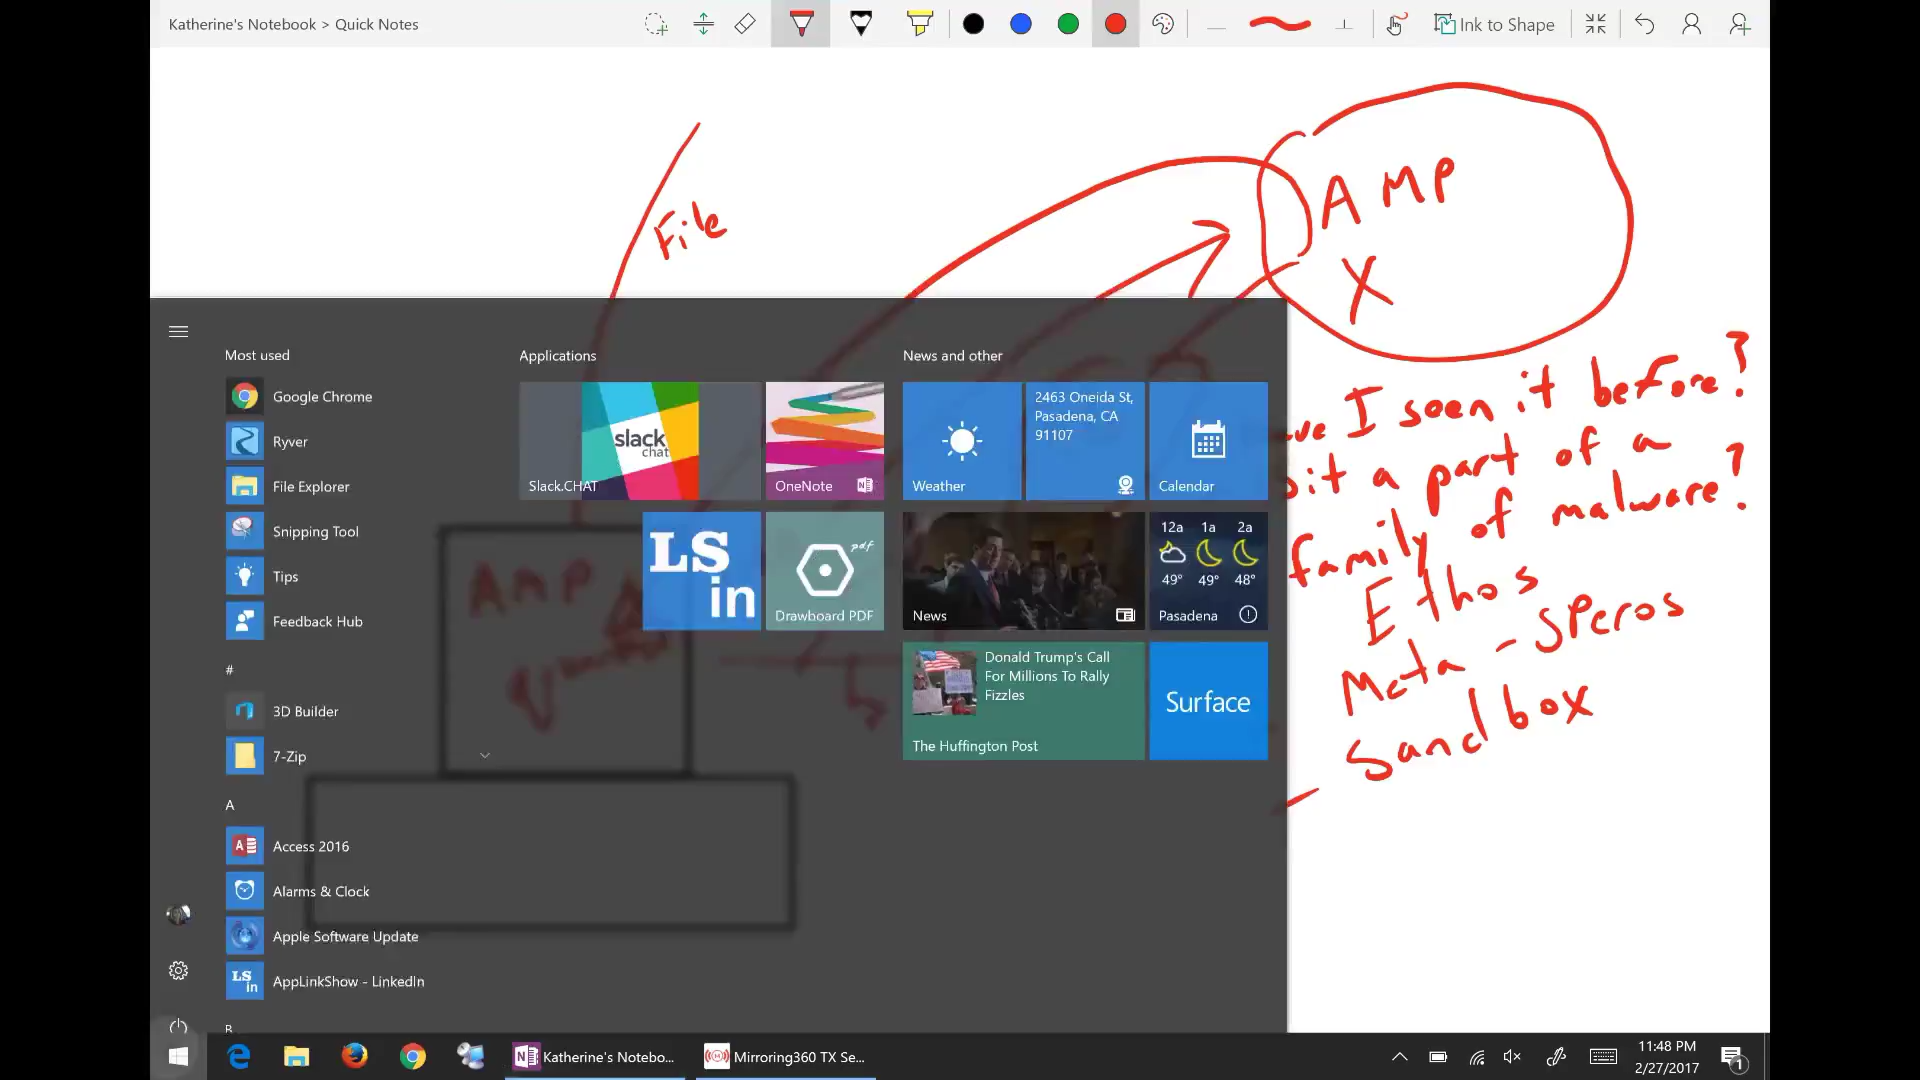 Katherine's Notebook > Quick Notes
Ink to Shape
File
AMP
X
ve I seen it before?
it a part of a
family of malware?
Ethos
Meta - Speros
Sandbox
Most used
Google Chrome
Ryver
File Explorer
Snipping Tool
Tips
Feedback Hub
#
3D Builder
7-Zip
A
Access 2016
Alarms & Clock
Apple Software Update
LS in
AppLinkShow - LinkedIn
B
Applications
slack
chat
Slack.CHAT
OneNote
LS
in
pdf
Drawboard PDF
AMP
News and other
Weather
2463 Oneida St,
Pasadena, CA
91107
Calendar
News
12a 1a 2a
49° 49° 48°
Pasadena
Donald Trump's Call
For Millions To Rally
Fizzles
The Huffington Post
Surface
Katherine's Notebo...
Mirroring360 TX Se...
11:48 PM
2/27/2017
1